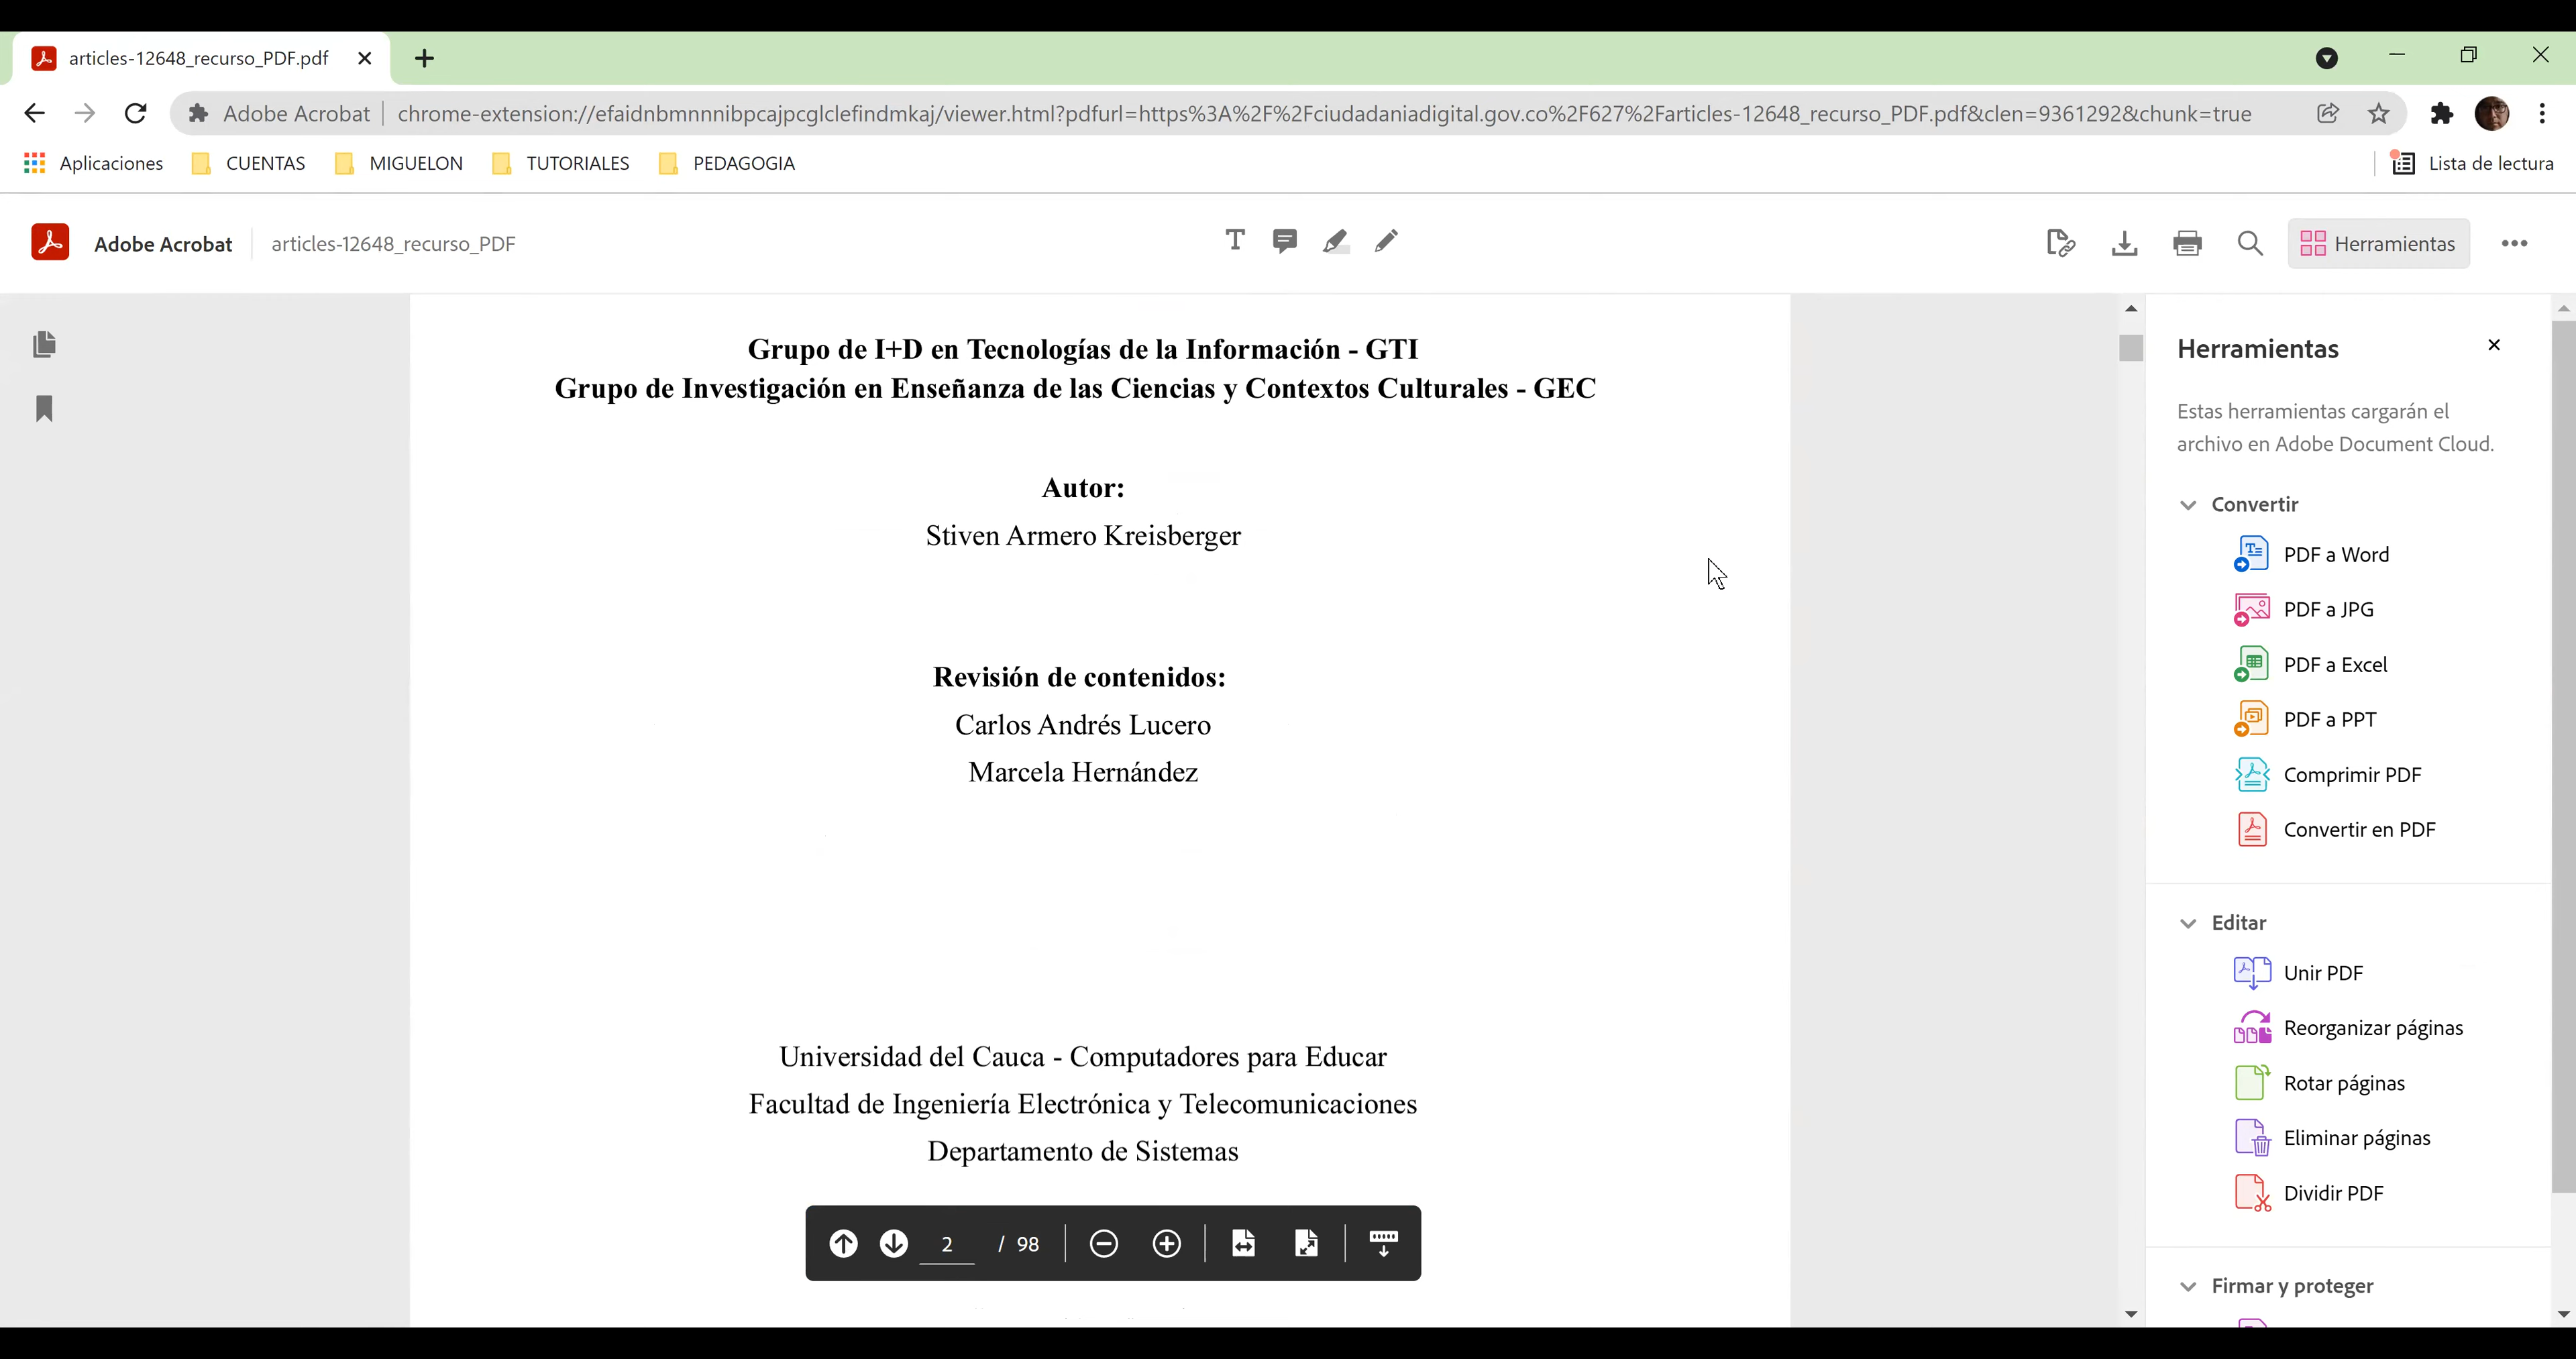 articles-12648_recurso_PDF.pdf
Adobe Acrobat
chrome-extension://efaidnbmnnnibpcajpcglclefindmkaj/viewer.html?pdfurl=https%3A%2F%2Fciudadaniadigital.gov.co%2F627%2Farticles-12648_recurso_PDF.pdf&clen=9361292&chunk=true
Aplicaciones CUENTAS MIGUELON TUTORIALES PEDAGOGIA Lista de lectura
Adobe Acrobat articles-12648_recurso_PDF Herramientas
Grupo de I+D en Tecnologías de la Información - GTI
Grupo de Investigación en Enseñanza de las Ciencias y Contextos Culturales - GEC
Autor:
Stiven Armero Kreisberger
Revisión de contenidos:
Carlos Andrés Lucero
Marcela Hernández
Universidad del Cauca - Computadores para Educar
Facultad de Ingeniería Electrónica y Telecomunicaciones
Departamento de Sistemas
2 / 98
Herramientas
Estas herramientas cargarán el
archivo en Adobe Document Cloud.
Convertir
PDF a Word
PDF a JPG
PDF a Excel
PDF a PPT
Comprimir PDF
Convertir en PDF
Editar
Unir PDF
Reorganizar páginas
Rotar páginas
Eliminar páginas
Dividir PDF
Firmar y proteger